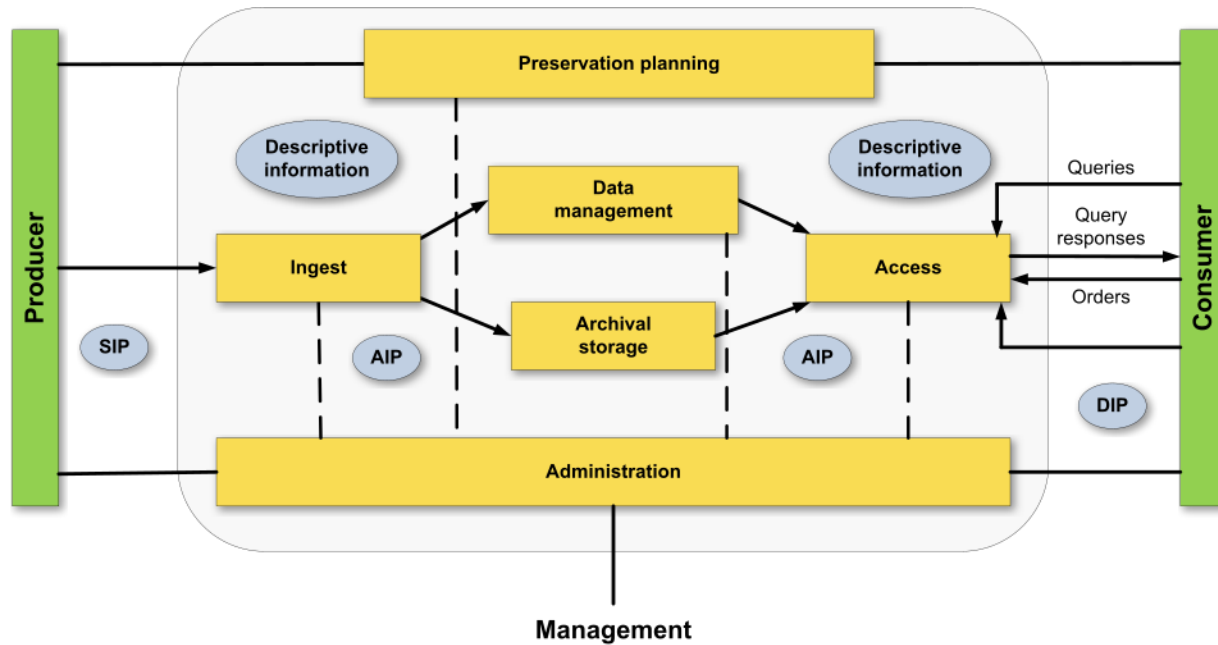 Preservation planning
Producer
Consumer
Descriptive
information
Descriptive
information
Queries
Data
management
Query
responses
Ingest
Access
Orders
Archival
storage
SIP
AIP
AIP
DIP
Administration
Management